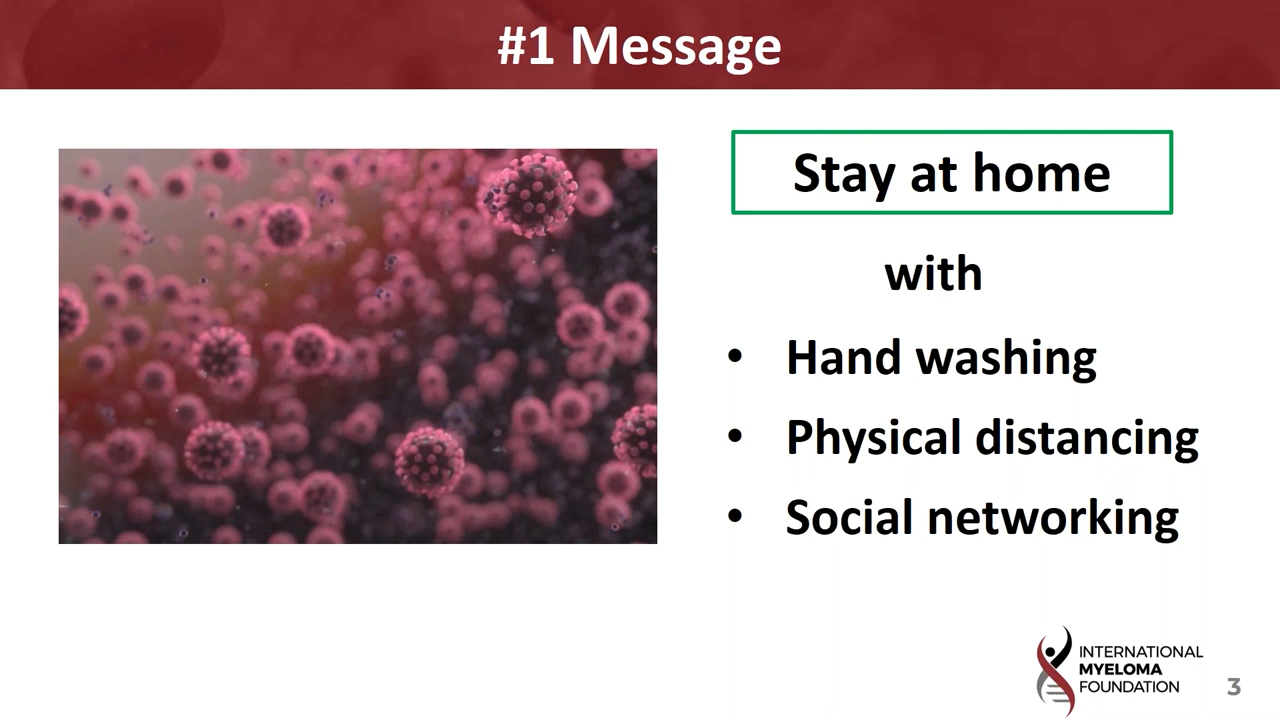 #1 Message
Stay at home
with
• Hand washing
• Physical distancing
• Social networking
INTERNATIONAL
MYELOMA
FOUNDATION
3